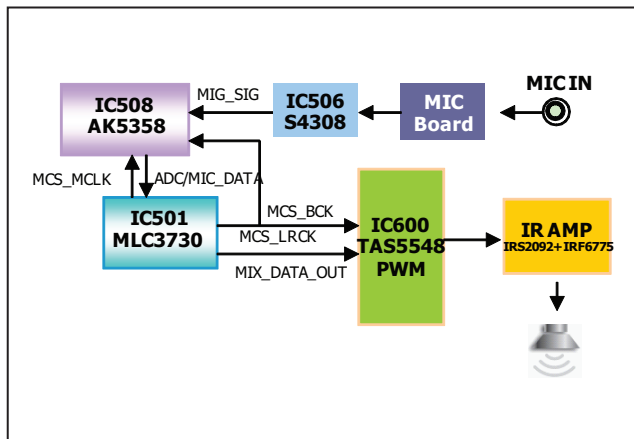 MIC IN
MIG_SIG
IC508
AK5358
IC506
S4308
MIC
Board
MCS_MCLK
ADC/MIC_DATA
IC501
MLC3730
MCS_BCK
MCS_LRCK
MIX_DATA_OUT
IC600
TAS5548
PWM
IR AMP
IRS2092+IRF6775